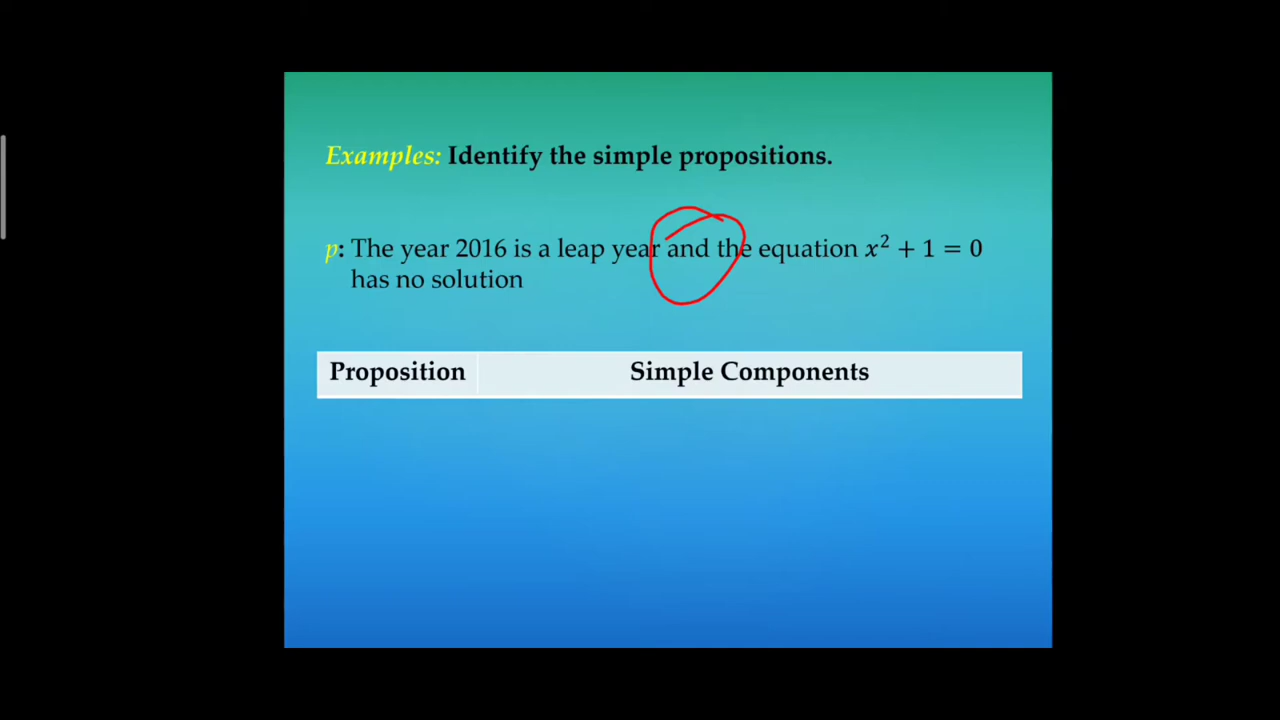 Examples: Identify the simple propositions.
p: The year 2016 is a leap year and the equation x² + 1 = 0
has no solution
Proposition Simple Components